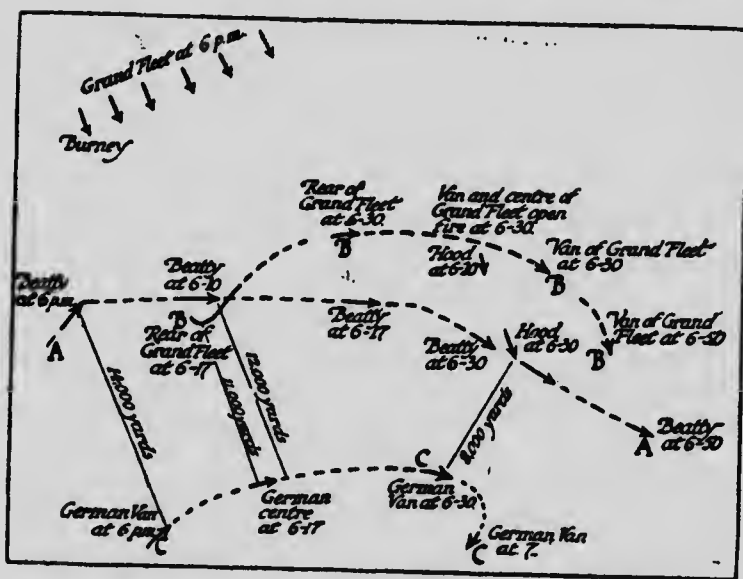 Grand Fleet at 6 p.m.
Burney
Rear of
Grand Fleet
at 6-30.
Van and centre of
Grand Fleet open
fire at 6-30.
B
Hood
at 6-20
Van of Grand Fleet
at 6-30
B
Beatty
at 6 p.m.
Beatty
at 6-10
B
Rear of
Grand Fleet
at 6-17
Beatty
at 6-17
Beatty
at 6-30
Hood
at 6-30
Van of Grand
Fleet at 6-50
B
A
14,000 yards
11,000 yards
12,000 yards
8,000 yards
Beatty
at 6-50
A
German Van
at 6 p.m.
C
German
centre
at 6-17
C
German
Van at 6-30.
German Van
at 7.
C